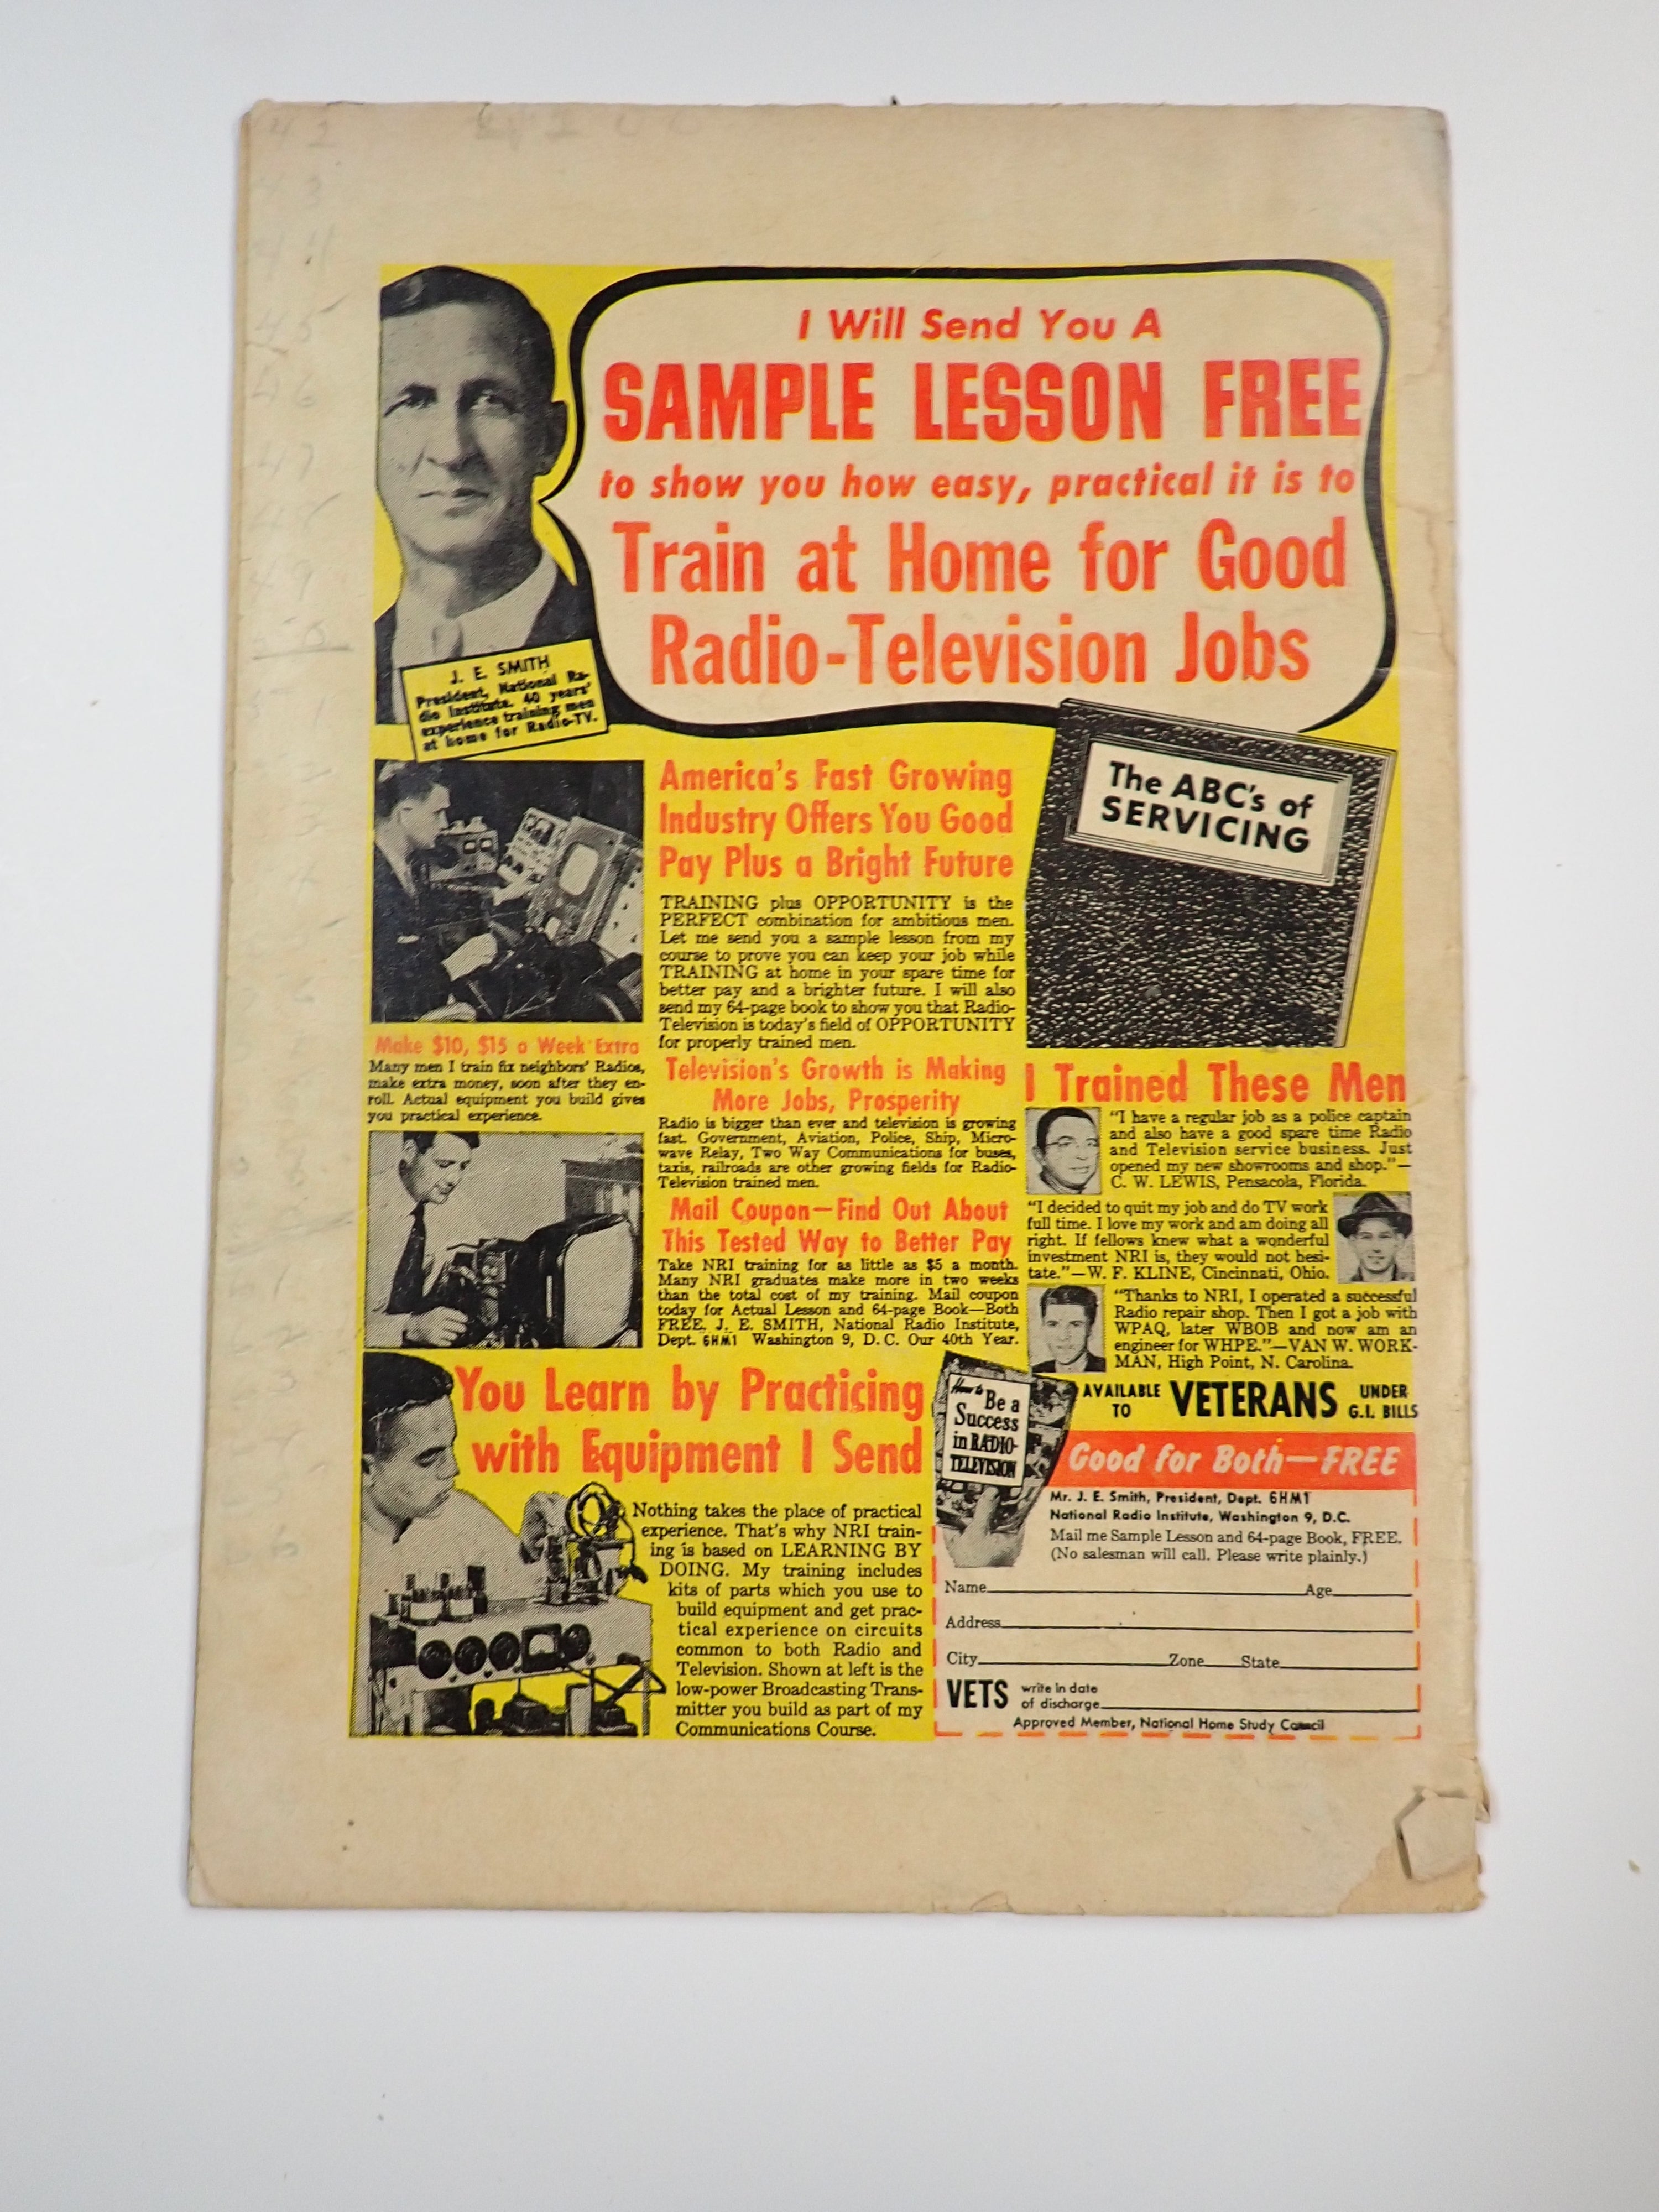 42
3
45
6
47
9
I Will Send You A
SAMPLE LESSON FREE
to show you how easy, practical it is to
Train at Home for Good
Radio-Television Jobs
J. E. SMITH
President, National Ra-
dio Institute. 40 years'
experience training men
at home for Radio-TV.
The ABC's of
SERVICING
America's Fast Growing
Industry Offers You Good
Pay Plus a Bright Future
TRAINING plus OPPORTUNITY is the
PERFECT combination for ambitious men.
Let me send you a sample lesson from my
course to prove you can keep your job while
TRAINING at home in your spare time for
better pay and a brighter future. I will also
send my 64-page book to show you that Radio-
Television is today's field of OPPORTUNITY
for properly trained men.
Make $10, $15 a Week Extra
Many men I train fix neighbors' Radios,
make extra money, soon after they en-
roll. Actual equipment you build gives
you practical experience.
Television's Growth is Making
More Jobs, Prosperity
Radio is bigger than ever and television is growing
fast. Government, Aviation, Police, Ship, Micro-
wave Relay, Two Way Communications for buses,
taxis, railroads are other growing fields for Radio-
Television trained men.
Mail Coupon—Find Out About
This Tested Way to Better Pay
Take NRI training for as little as $5 a month.
Many NRI graduates make more in two weeks
than the total cost of my training. Mail coupon
today for Actual Lesson and 64-page Book—Both
FREE. J. E. SMITH, National Radio Institute,
Dept. 6HM1 Washington 9, D. C. Our 40th Year.
I Trained These Men
"I have a regular job as a police captain
and also have a good spare time Radio
and Television service business. Just
opened my new showrooms and shop."—
C. W. LEWIS, Pensacola, Florida.
"I decided to quit my job and do TV work
full time. I love my work and am doing all
right. If fellows knew what a wonderful
investment NRI is, they would not hesi-
tate."—W. F. KLINE, Cincinnati, Ohio.
"Thanks to NRI, I operated a successful
Radio repair shop. Then I got a job with
WPAQ, later WBOB and now am an
engineer for WHPE."—VAN W. WORK-
MAN, High Point, N. Carolina.
You Learn by Practicing
with Equipment I Send
Nothing takes the place of practical
experience. That's why NRI train-
ing is based on LEARNING BY
DOING. My training includes
kits of parts which you use to
build equipment and get prac-
tical experience on circuits
common to both Radio and
Television. Shown at left is the
low-power Broadcasting Trans-
mitter you build as part of my
Communications Course.
How to
Be a
Success
in RADIO-
TELEVISION
AVAILABLE TO VETERANS UNDER G.I. BILLS
Good for Both—FREE
Mr. J. E. Smith, President, Dept. 6HM1
National Radio Institute, Washington 9, D.C.
Mail me Sample Lesson and 64-page Book, FREE.
(No salesman will call. Please write plainly.)
Name Age
Address
City Zone State
VETS write in date
of discharge
Approved Member, National Home Study Council